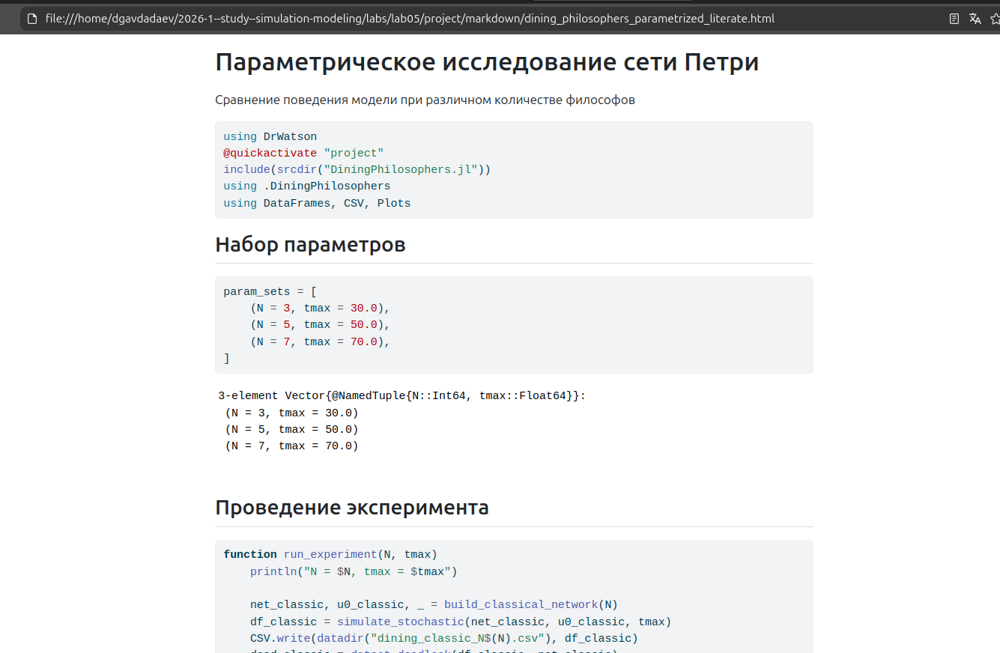 file:///home/dgavdadaev/2026-1--study--simulation-modeling/labs/lab05/project/markdown/dining_philosophers_parametrized_literate.html
Параметрическое исследование сети Петри
Сравнение поведения модели при различном количестве философов
using DrWatson
@quickactivate "project"
include(srcdir("DiningPhilosophers.jl"))
using .DiningPhilosophers
using DataFrames, CSV, Plots
Набор параметров
param_sets = [
    (N = 3, tmax = 30.0),
    (N = 5, tmax = 50.0),
    (N = 7, tmax = 70.0),
]
3-element Vector{@NamedTuple{N::Int64, tmax::Float64}}:
 (N = 3, tmax = 30.0)
 (N = 5, tmax = 50.0)
 (N = 7, tmax = 70.0)
Проведение эксперимента
function run_experiment(N, tmax)
    println("N = $N, tmax = $tmax")
    net_classic, u0_classic, _ = build_classical_network(N)
    df_classic = simulate_stochastic(net_classic, u0_classic, tmax)
    CSV.write(datadir("dining_classic_N$(N).csv"), df_classic)
    dead_classic = detect_deadlock(df_classic, net_classic)